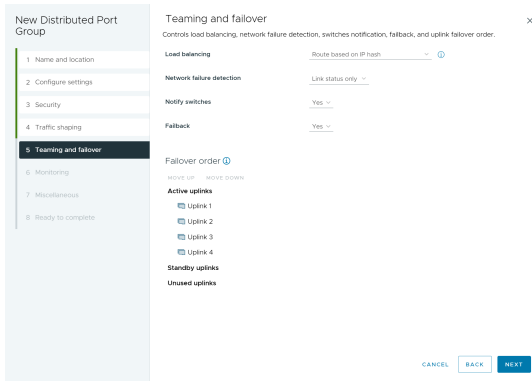 New Distributed Port
Group
1 Name and location
2 Configure settings
3 Security
4 Traffic shaping
5 Teaming and failover
6 Monitoring
7 Miscellaneous
8 Ready to complete
Teaming and failover
Controls load balancing, network failure detection, switches notification, failback, and uplink failover order.
Load balancing Route based on IP hash
Network failure detection Link status only
Notify switches Yes
Failback Yes
Failover order
MOVE UP MOVE DOWN
Active uplinks
Uplink 1
Uplink 2
Uplink 3
Uplink 4
Standby uplinks
Unused uplinks
CANCEL BACK NEXT